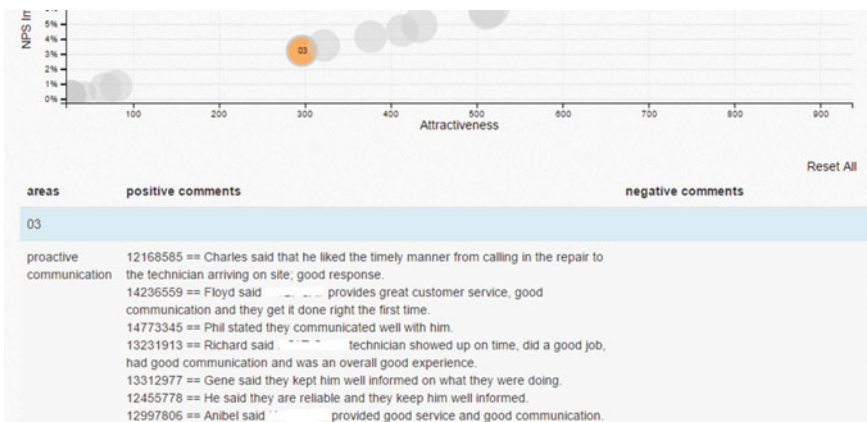 NPS Im
5%
4%
3%
2%
1%
0%
03
100 200 300 400 500 600 700 800 900
Attractiveness
Reset All
areas positive comments negative comments
03
proactive communication
12168585 == Charles said that he liked the timely manner from calling in the repair to
the technician arriving on site; good response.
14236559 == Floyd said provides great customer service, good
communication and they get it done right the first time.
14773345 == Phil stated they communicated well with him.
13231913 == Richard said technician showed up on time, did a good job,
had good communication and was an overall good experience.
13312977 == Gene said they kept him well informed on what they were doing.
12455778 == He said they are reliable and they keep him well informed.
12997806 == Anibel said provided good service and good communication.